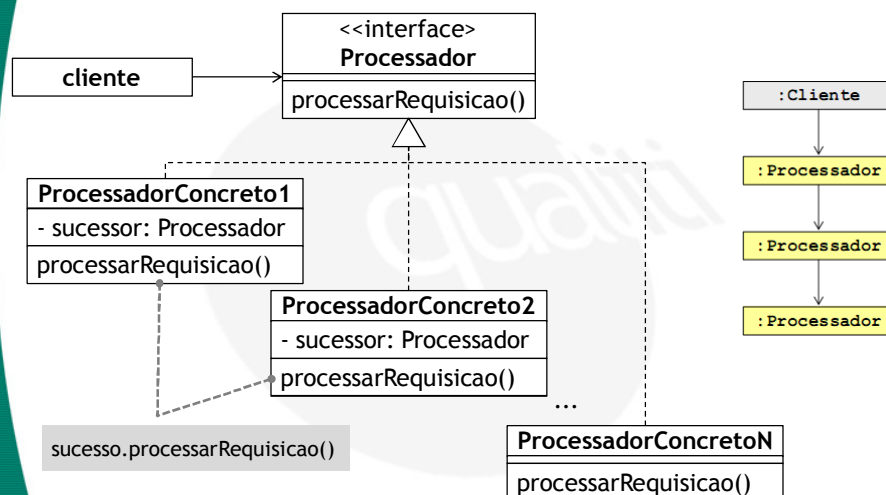 <<interface>
Processador
processarRequisicao()
cliente
ProcessadorConcreto1
- sucessor: Processador
processarRequisicao()
ProcessadorConcreto2
- sucessor: Processador
processarRequisicao()
...
ProcessadorConcretoN
processarRequisicao()
sucesso.processarRequisicao()
:Cliente
:Processador
:Processador
:Processador
qualiti